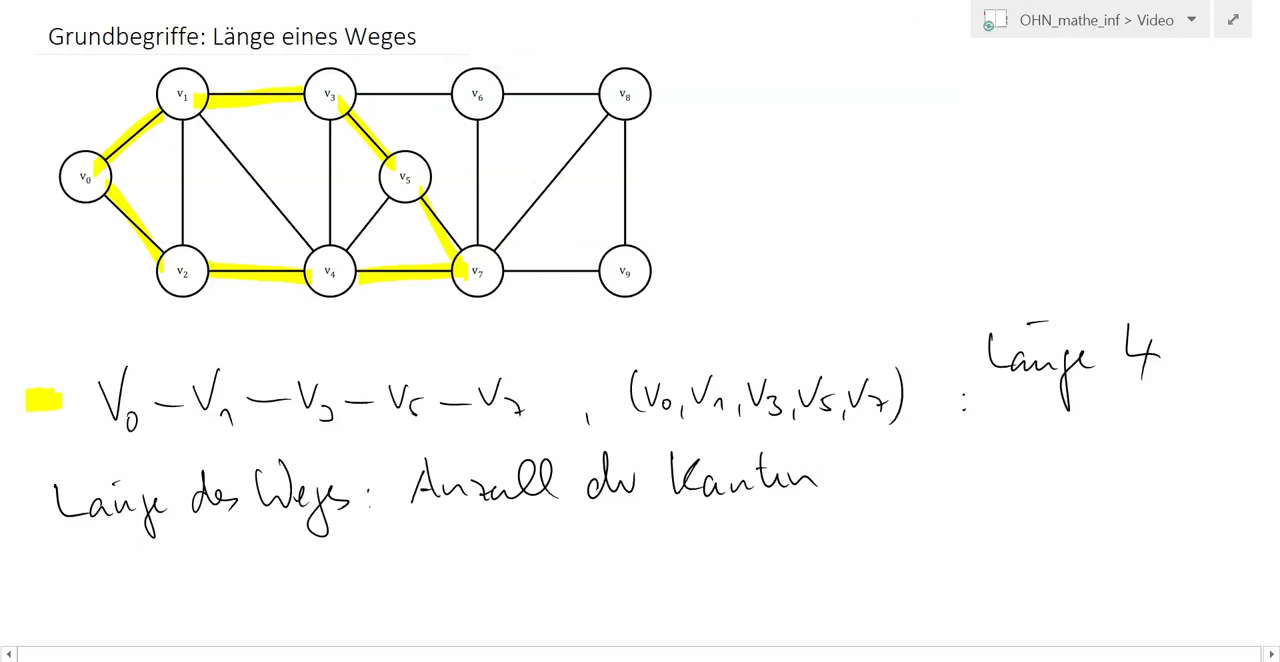 OHN_mathe_inf > Video
Grundbegriffe: Länge eines Weges
v₁ v₃ v₆ v₈
v₀ v₅
v₂ v₄ v₇ v₉
Länge 4
V₀ – V₁ – V₃ – V₅ – V₇ , (V₀, V₁, V₃, V₅, V₇) :
Länge des Weges: Anzahl der Kanten